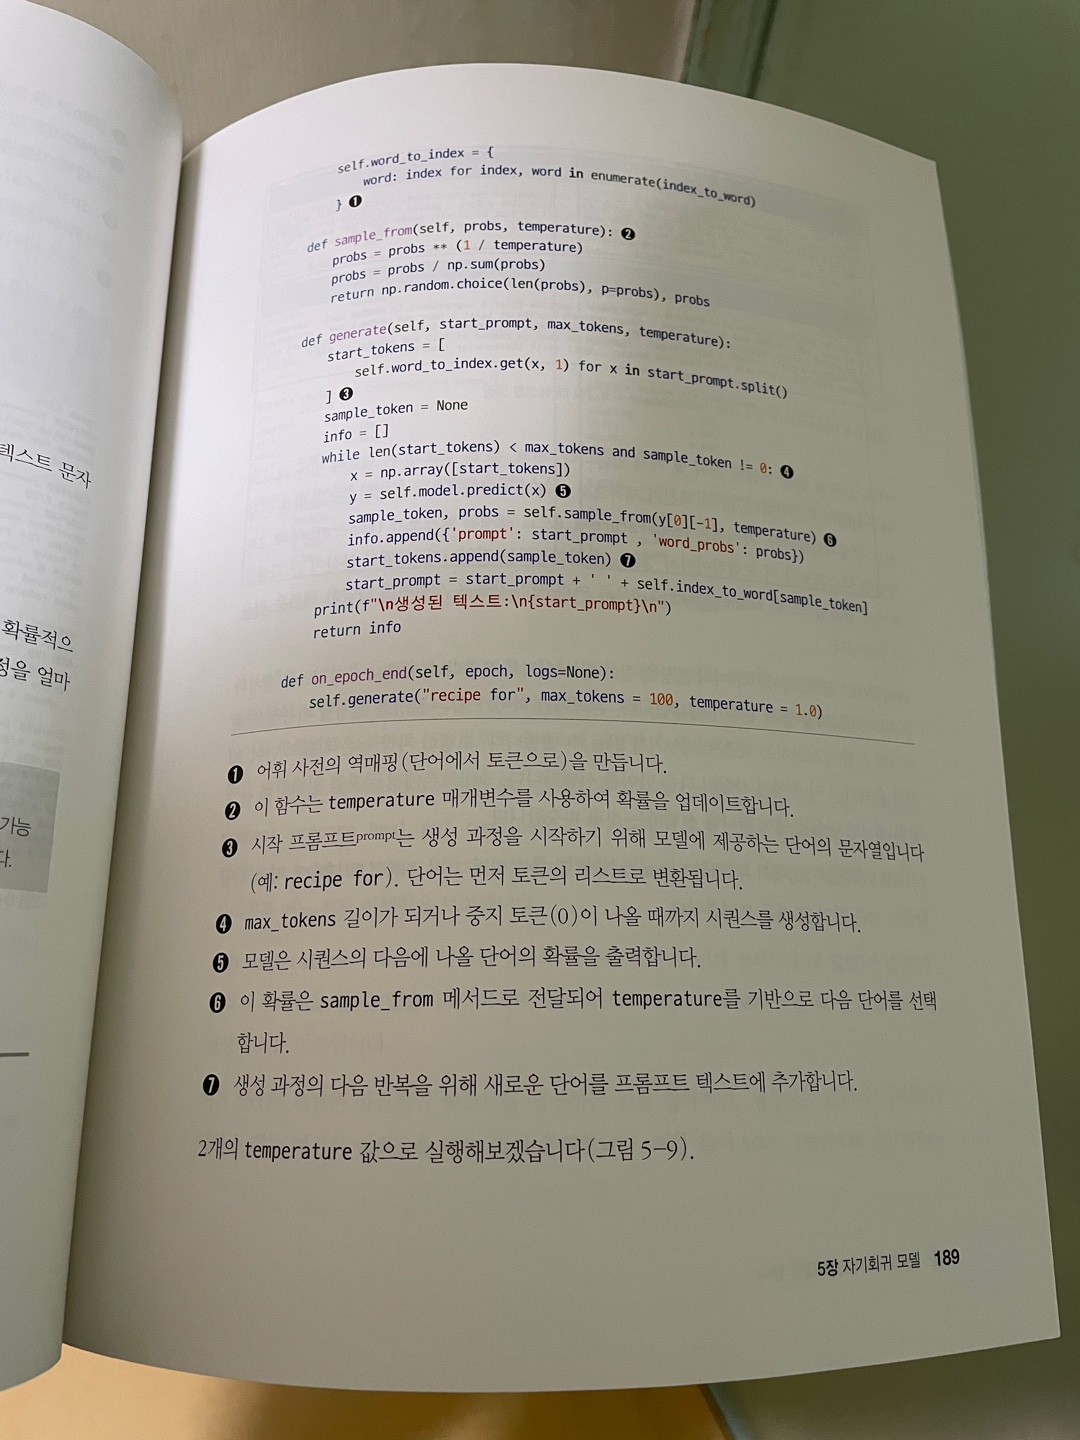 텍스트 문자
확률적으
정을 얼마
가능
다.
self.word_to_index = {
word: index for index, word in enumerate(index_to_word)
} ❶
def sample_from(self, probs, temperature): ❷
probs = probs ** (1 / temperature)
probs = probs / np.sum(probs)
return np.random.choice(len(probs), p=probs), probs
def generate(self, start_prompt, max_tokens, temperature):
start_tokens = [
self.word_to_index.get(x, 1) for x in start_prompt.split()
] ❸
sample_token = None
info = []
while len(start_tokens) < max_tokens and sample_token != 0: ❹
x = np.array([start_tokens])
y = self.model.predict(x) ❺
sample_token, probs = self.sample_from(y[0][-1], temperature) ❻
info.append({'prompt': start_prompt , 'word_probs': probs})
start_tokens.append(sample_token) ❼
start_prompt = start_prompt + ' ' + self.index_to_word[sample_token]
print(f"\n생성된 텍스트:\n{start_prompt}\n")
return info
def on_epoch_end(self, epoch, logs=None):
self.generate("recipe for", max_tokens = 100, temperature = 1.0)
❶ 어휘 사전의 역매핑(단어에서 토큰으로)을 만듭니다.
❷ 이 함수는 temperature 매개변수를 사용하여 확률을 업데이트합니다.
❸ 시작 프롬프트prompt는 생성 과정을 시작하기 위해 모델에 제공하는 단어의 문자열입니다
(예: recipe for). 단어는 먼저 토큰의 리스트로 변환됩니다.
❹ max_tokens 길이가 되거나 중지 토큰(0)이 나올 때까지 시퀀스를 생성합니다.
❺ 모델은 시퀀스의 다음에 나올 단어의 확률을 출력합니다.
❻ 이 확률은 sample_from 메서드로 전달되어 temperature를 기반으로 다음 단어를 선택
합니다.
❼ 생성 과정의 다음 반복을 위해 새로운 단어를 프롬프트 텍스트에 추가합니다.
2개의 temperature 값으로 실행해보겠습니다(그림 5-9).
5장 자기회귀 모델 189